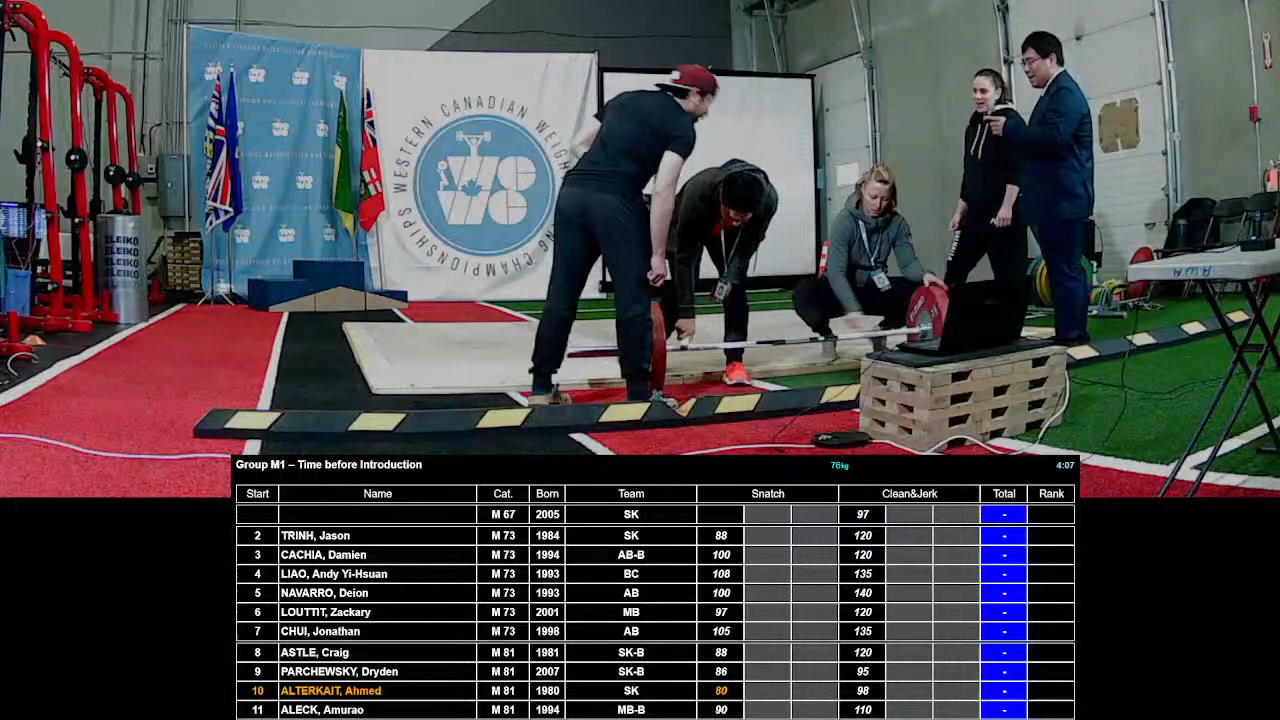 WESTERN CANADIAN WEIGHTLIFTING CHAMPIONSHIPS
WC
WC
ELEIKO
ELEIKO
ELEIKO
ELEIKO
Group M1 – Time before Introduction 76kg 4:07
Start Name Cat. Born Team Snatch Clean&Jerk Total Rank
M 67 2005 SK 97 -
2 TRINH, Jason M 73 1984 SK 88 120 -
3 CACHIA, Damien M 73 1994 AB-B 100 120 -
4 LIAO, Andy Yi-Hsuan M 73 1993 BC 108 135 -
5 NAVARRO, Deion M 73 1993 AB 100 140 -
6 LOUTTIT, Zackary M 73 2001 MB 97 120 -
7 CHUI, Jonathan M 73 1998 AB 105 135 -
8 ASTLE, Craig M 81 1981 SK-B 88 120 -
9 PARCHEWSKY, Dryden M 81 2007 SK-B 86 95 -
10 ALTERKAIT, Ahmed M 81 1980 SK 80 98 -
11 ALECK, Amurao M 81 1994 MB-B 90 110 -